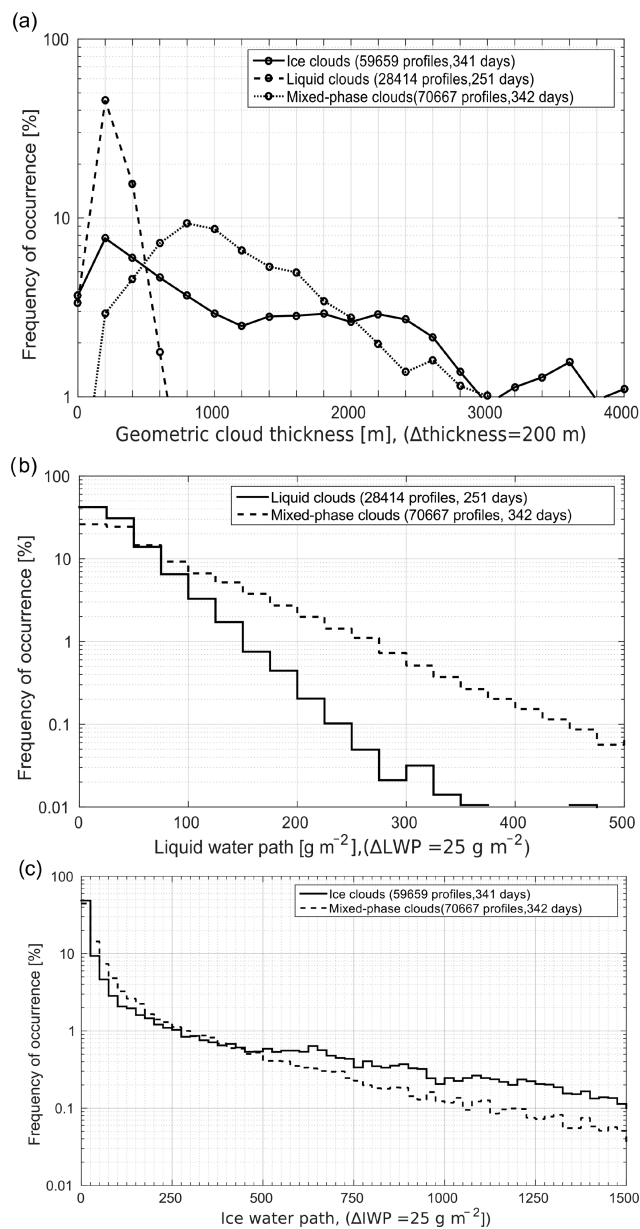 (a)
100
10
1
Frequency of occurrence [%]
Ice clouds (59659 profiles,341 days)
Liquid clouds (28414 profiles,251 days)
Mixed-phase clouds(70667 profiles,342 days)
0 1000 2000 3000 4000
Geometric cloud thickness [m], (Δthickness=200 m)
(b)
100
10
1
0.1
0.01
Frequency of occurrence [%]
Liquid clouds (28414 profiles, 251 days)
Mixed-phase clouds (70667 profiles, 342 days)
0 100 200 300 400 500
Liquid water path [g m⁻²],(ΔLWP =25 g m⁻²)
(c)
100
10
1
0.1
0.01
Frequency of occurrence [%]
Ice clouds (59659 profiles,341 days)
Mixed-phase clouds(70667 profiles,342 days)
0 250 500 750 1000 1250 1500
Ice water path, (ΔIWP =25 g m⁻²])